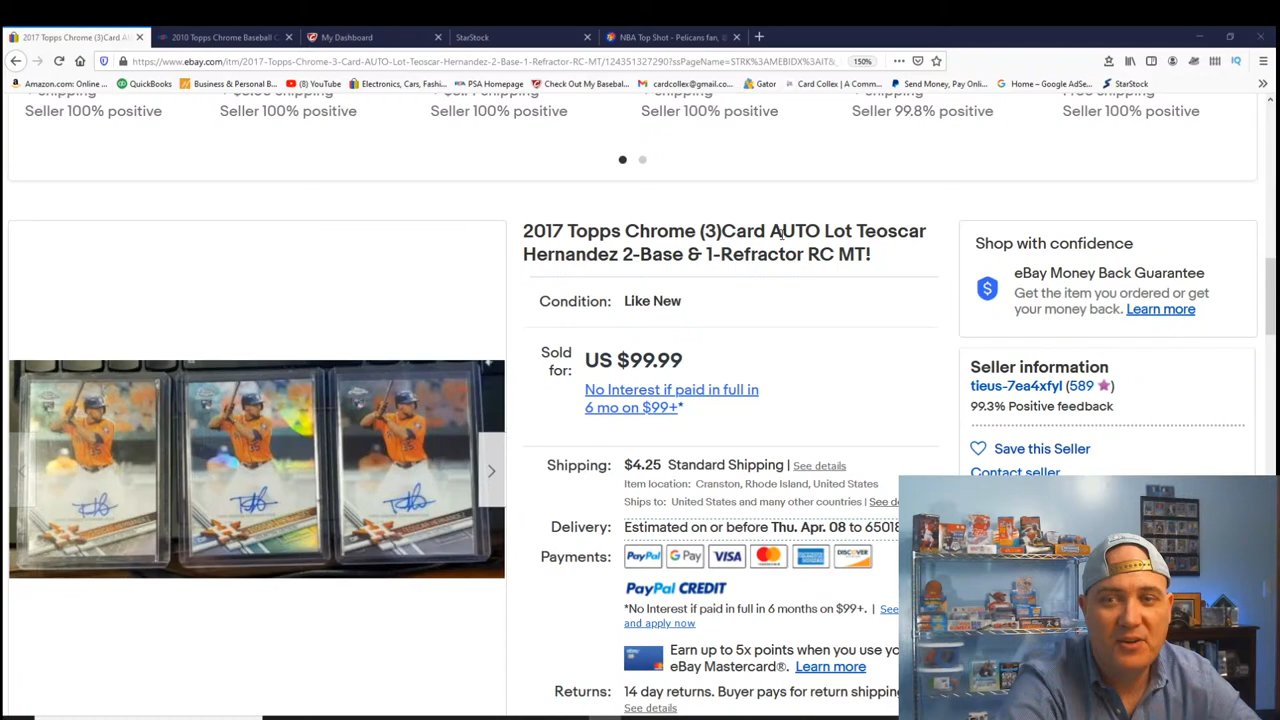 2017 Topps Chrome (3)Card A
2010 Topps Chrome Baseball C
My Dashboard
StarStock
NBA Top Shot - Pelicans fan, @
https://www.ebay.com/itm/2017-Topps-Chrome-3-Card-AUTO-Lot-Teoscar-Hernandez-2-Base-1-Refractor-RC-MT/124351327290?ssPageName=STRK%3AMEBIDX%3AIT&
150%
Amazon.com: Online ...
QuickBooks
Business & Personal B...
(8) YouTube
Electronics, Cars, Fashi...
PSA Homepage
Check Out My Basebal...
cardcollex@gmail.co...
Gator
Card Collex | A Comm...
Send Money, Pay Onli...
Home – Google AdSe...
StarStock
Seller 100% positive
Seller 100% positive
Seller 100% positive
Seller 100% positive
Seller 99.8% positive
Seller 100% positive
2017 Topps Chrome (3)Card AUTO Lot Teoscar
Hernandez 2-Base & 1-Refractor RC MT!
Condition: Like New
Sold
for: US $99.99
No Interest if paid in full in
6 mo on $99+*
Shipping: $4.25 Standard Shipping | See details
Item location: Cranston, Rhode Island, United States
Ships to: United States and many other countries | See de
Delivery: Estimated on or before Thu. Apr. 08 to 65018
Payments: PayPal G Pay VISA DISCOVER
PayPal CREDIT
*No Interest if paid in full in 6 months on $99+. | See
and apply now
Earn up to 5x points when you use yo
eBay Mastercard®. Learn more
Returns: 14 day returns. Buyer pays for return shipping
See details
Shop with confidence
eBay Money Back Guarantee
Get the item you ordered or get
your money back. Learn more
Seller information
tieus-7ea4xfyl (589)
99.3% Positive feedback
Save this Seller
Contact seller